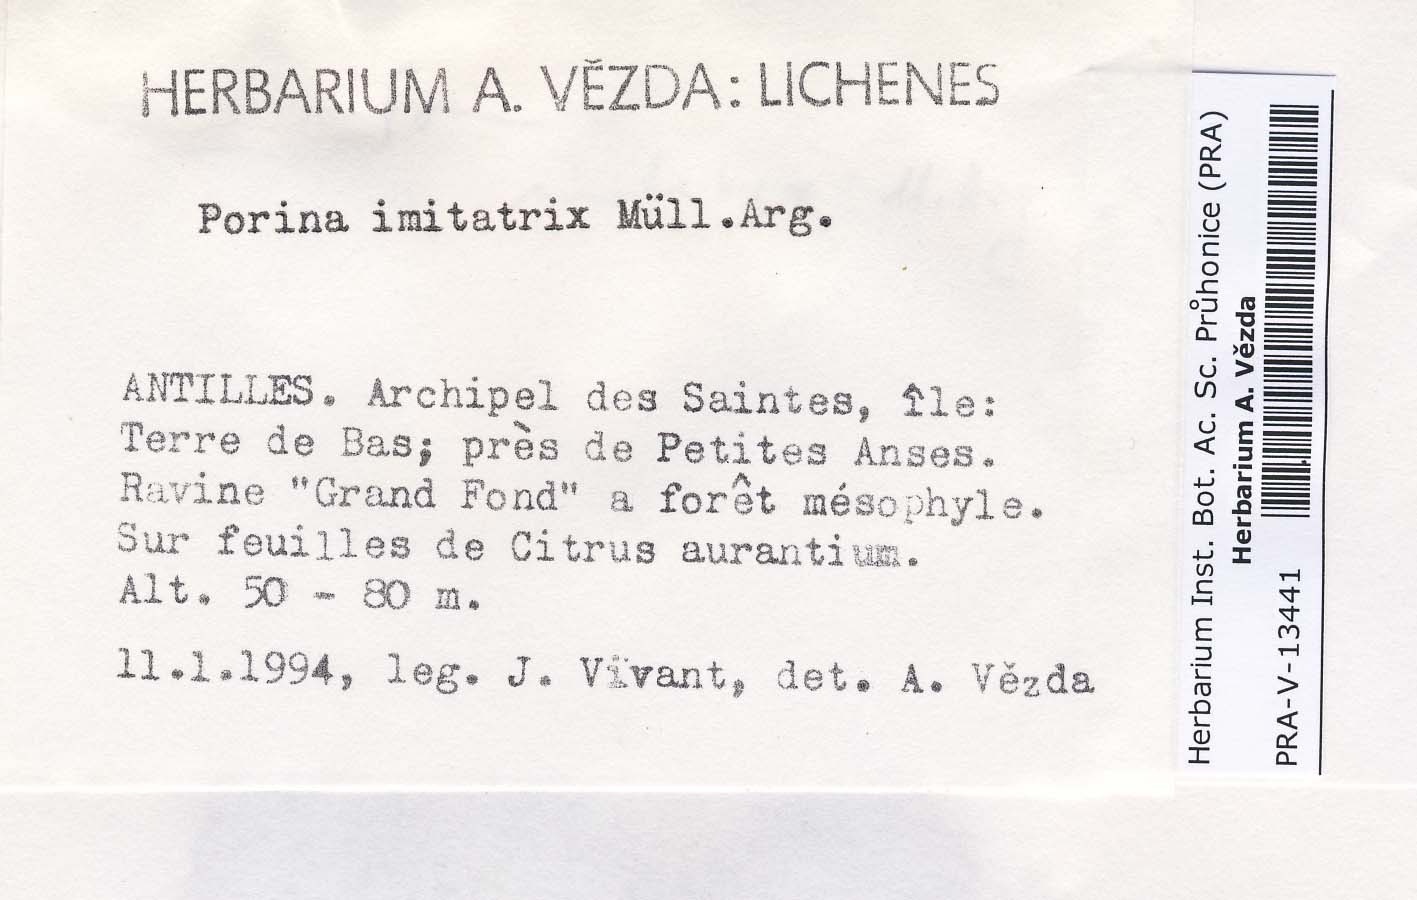 HERBARIUM A. VĚZDA: LICHENES
Porina imitatrix Müll.Arg.
ANTILLES. Archipel des Saintes, île:
Terre de Bas; près de Petites Anses.
Ravine "Grand Fond" a forêt mésophyle.
Sur feuilles de Citrus aurantium.
Alt. 50 - 80 m.
11.1.1994, leg. J. Vivant, det. A. Vězda
Herbarium Inst. Bot. Ac. Sc. Průhonice (PRA)
Herbarium A. Vězda
PRA-V-13441